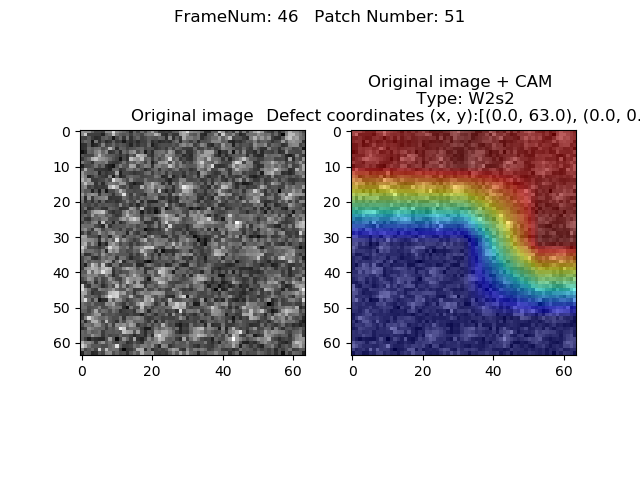 FrameNum: 46   Patch Number: 51
Original image + CAM
Type: W2s2
Original image   Defect coordinates (x, y):[(0.0, 63.0), (0.0, 0.
0
10
20
30
40
50
60
0 20 40 60
0
10
20
30
40
50
60
0 20 40 60